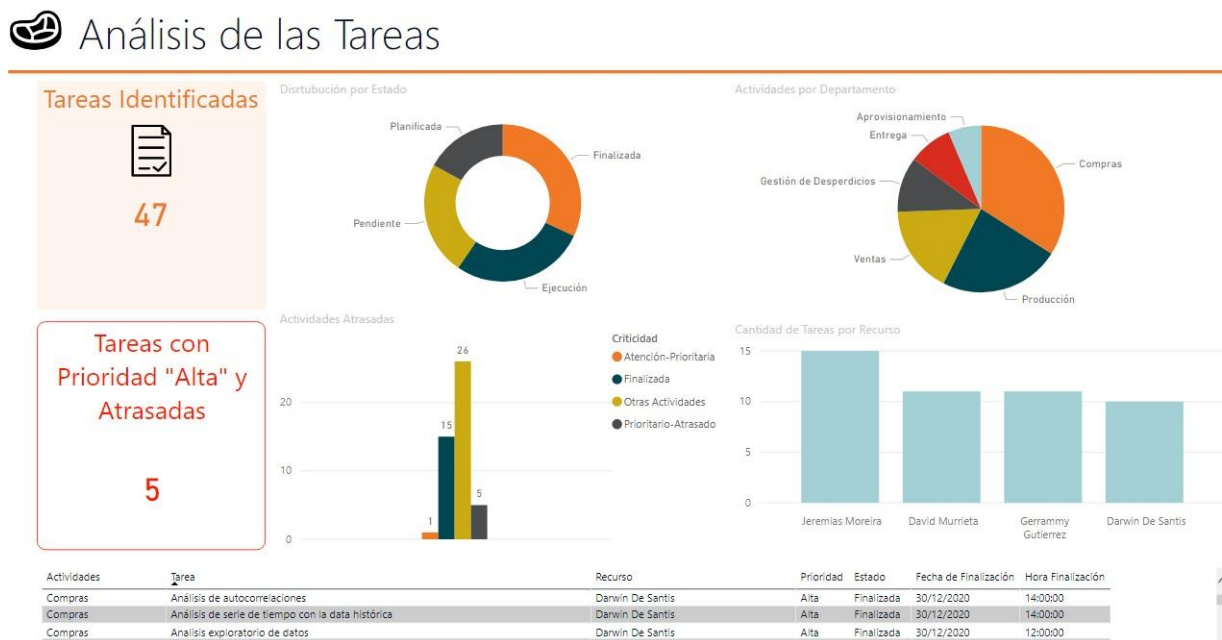 Análisis de las Tareas
Tareas Identificadas
47
Disrtubución por Estado
Planificada
Finalizada
Pendiente
Ejecución
Actividades por Departamento
Aprovisionamiento
Entrega
Compras
Gestión de Desperdicios
Ventas
Producción
Tareas con
Prioridad "Alta" y
Atrasadas
5
Actividades Atrasadas
26
20
15
10
5
1
0
Criticidad
Atención-Prioritaria
Finalizada
Otras Actividades
Prioritario-Atrasado
Cantidad de Tareas por Recurso
15
10
5
0
Jeremias Moreira
David Murrieta
Gerrammy
Gutierrez
Darwin De Santis
Actividades Tarea Recurso Prioridad Estado Fecha de Finalización Hora Finalización
Compras Análisis de autocorrelaciones Darwin De Santis Alta Finalizada 30/12/2020 14:00:00
Compras Análisis de serie de tiempo con la data histórica Darwin De Santis Alta Finalizada 30/12/2020 14:00:00
Compras Analisis exploratorio de datos Darwin De Santis Alta Finalizada 30/12/2020 12:00:00